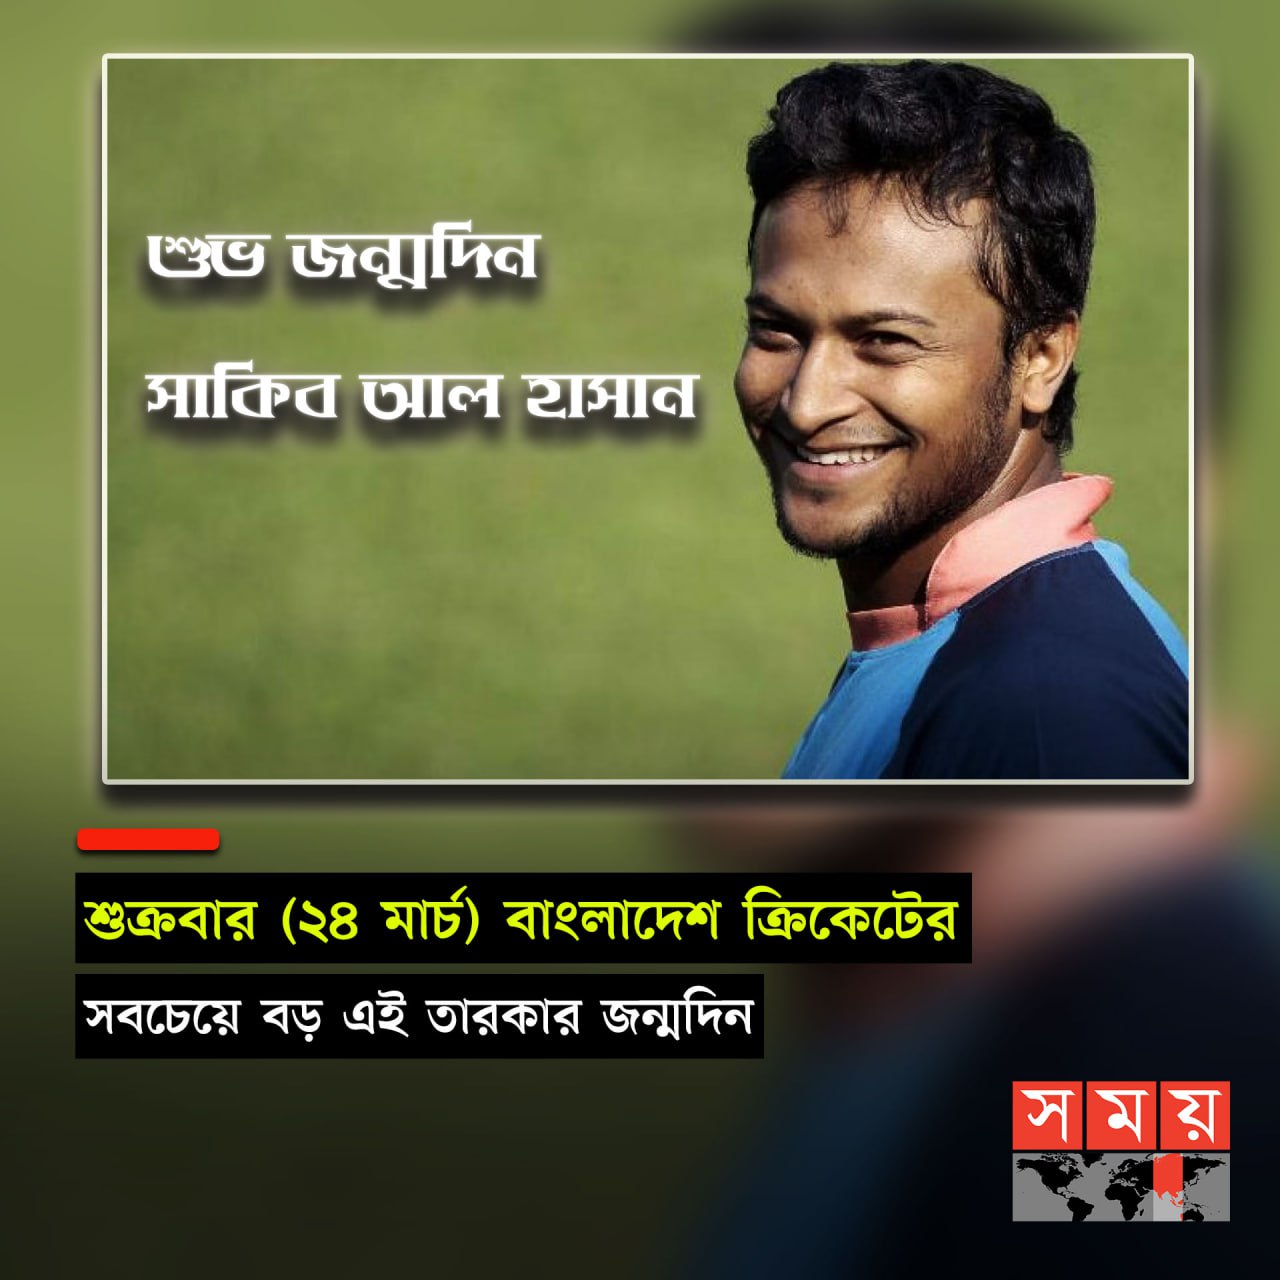 শুভ জন্মদিন
সাকিব আল হাসান
শুক্রবার (২৪ মার্চ) বাংলাদেশ ক্রিকেটের
সবচেয়ে বড় এই তারকার জন্মদিন
সময়